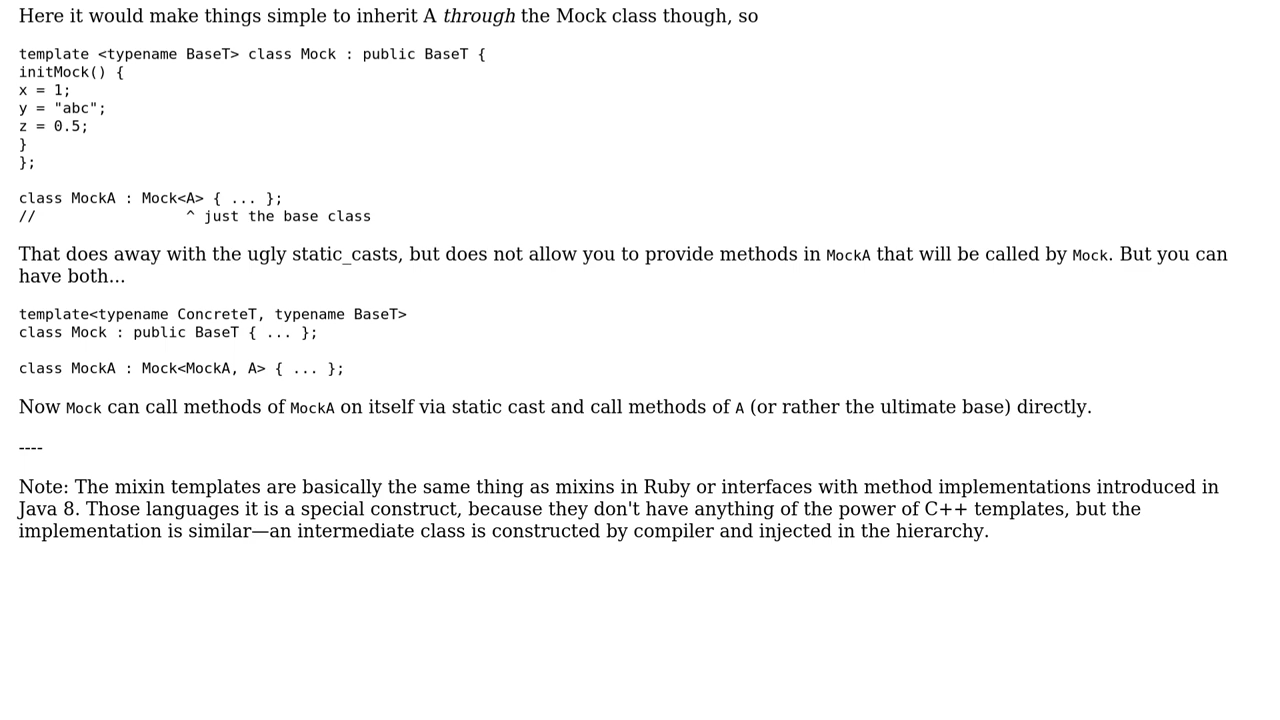 Here it would make things simple to inherit A through the Mock class though, so
template <typename BaseT> class Mock : public BaseT {
initMock() {
x = 1;
y = "abc";
z = 0.5;
}
};
class MockA : Mock<A> { ... };
//                 ^ just the base class
That does away with the ugly static_casts, but does not allow you to provide methods in MockA that will be called by Mock. But you can
have both...
template<typename ConcreteT, typename BaseT>
class Mock : public BaseT { ... };
class MockA : Mock<MockA, A> { ... };
Now Mock can call methods of MockA on itself via static cast and call methods of A (or rather the ultimate base) directly.
----
Note: The mixin templates are basically the same thing as mixins in Ruby or interfaces with method implementations introduced in
Java 8. Those languages it is a special construct, because they don't have anything of the power of C++ templates, but the
implementation is similar—an intermediate class is constructed by compiler and injected in the hierarchy.